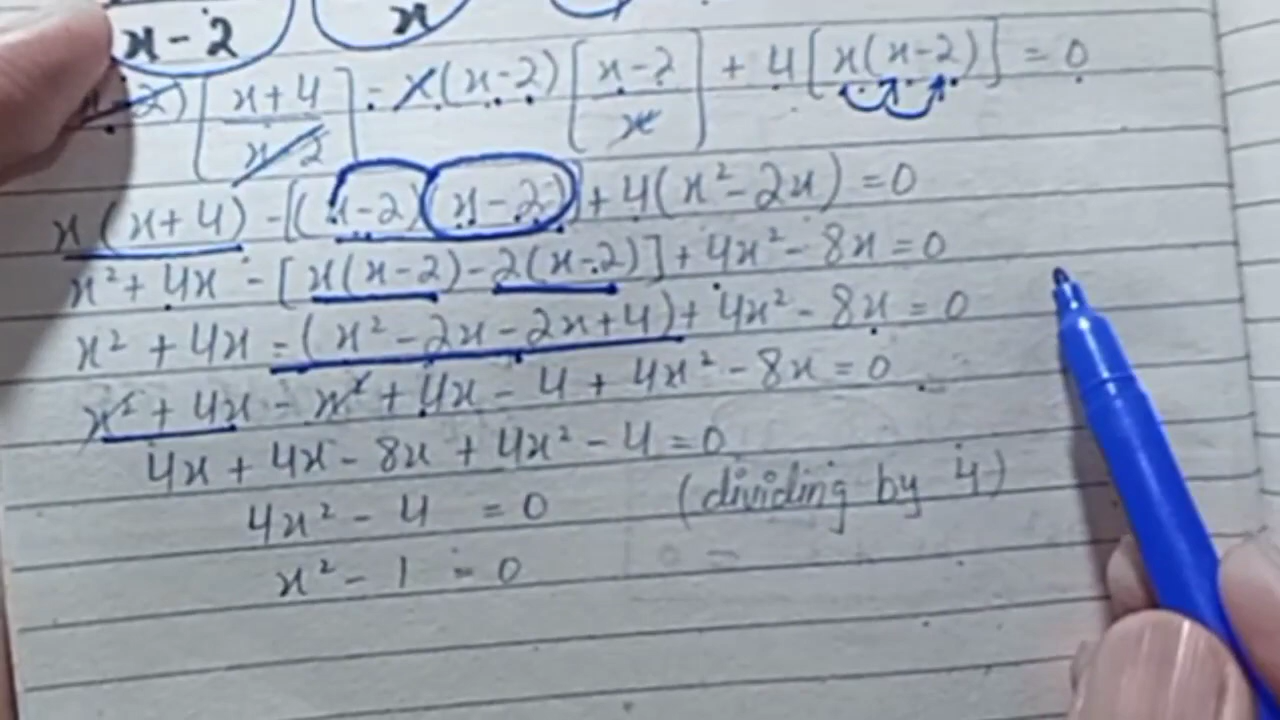 x - 2 x
x - 2) [x + 4 / x - 2] - x(x - 2) [x - 2 / x] + 4[x(x - 2)] = 0
x(x + 4) - [(x - 2)(x - 2)] + 4(x² - 2x) = 0
x² + 4x - [x(x - 2) - 2(x - 2)] + 4x² - 8x = 0
x² + 4x - (x² - 2x - 2x + 4) + 4x² - 8x = 0
x² + 4x - x² + 4x - 4 + 4x² - 8x = 0
4x + 4x - 8x + 4x² - 4 = 0
4x² - 4 = 0 (dividing by 4)
x² - 1 = 0